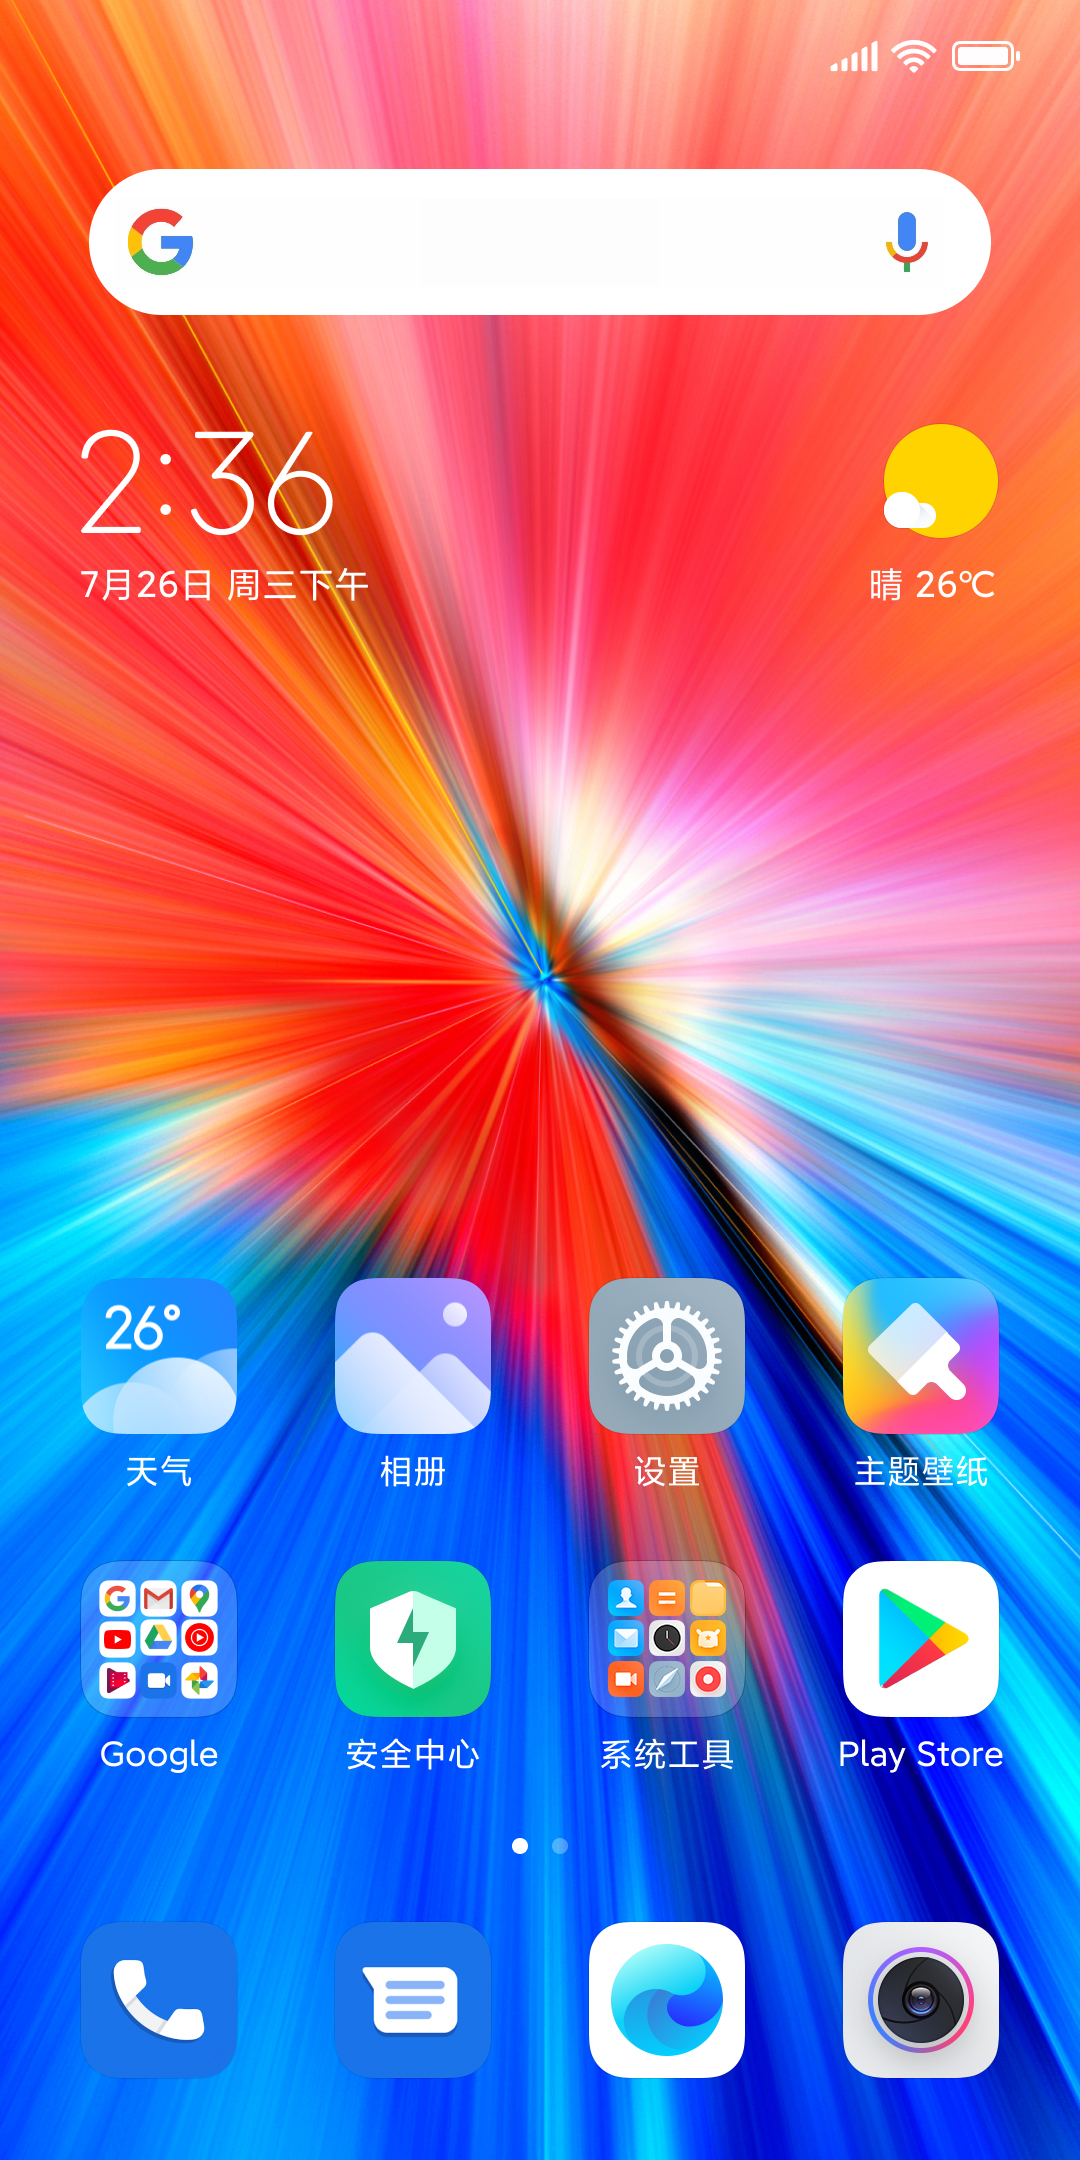 2:36
7月26日 周三下午
晴 26℃
26°
天气
相册
设置
主题壁纸
Google
安全中心
系统工具
Play Store